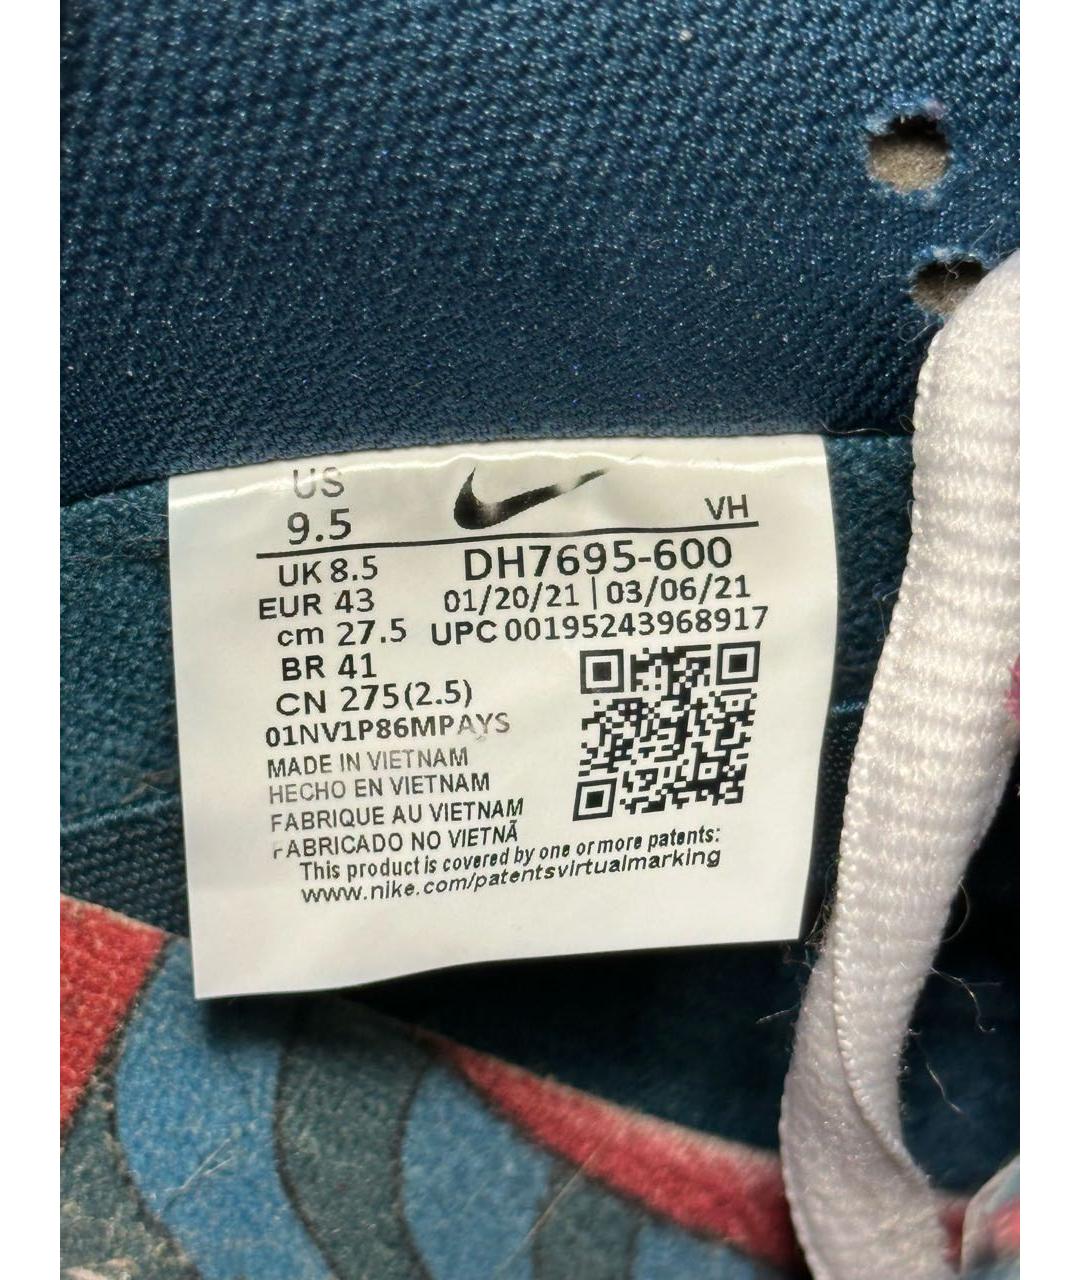 US
9.5
VH
UK 8.5
DH7695-600
EUR 43
01/20/21 | 03/06/21
cm 27.5
UPC 00195243968917
BR 41
CN 275(2.5)
01NV1P86MPAYS
MADE IN VIETNAM
HECHO EN VIETNAM
FABRIQUE AU VIETNAM
FABRICADO NO VIETNÃ
This product is covered by one or more patents:
www.nike.com/patentsvirtualmarking